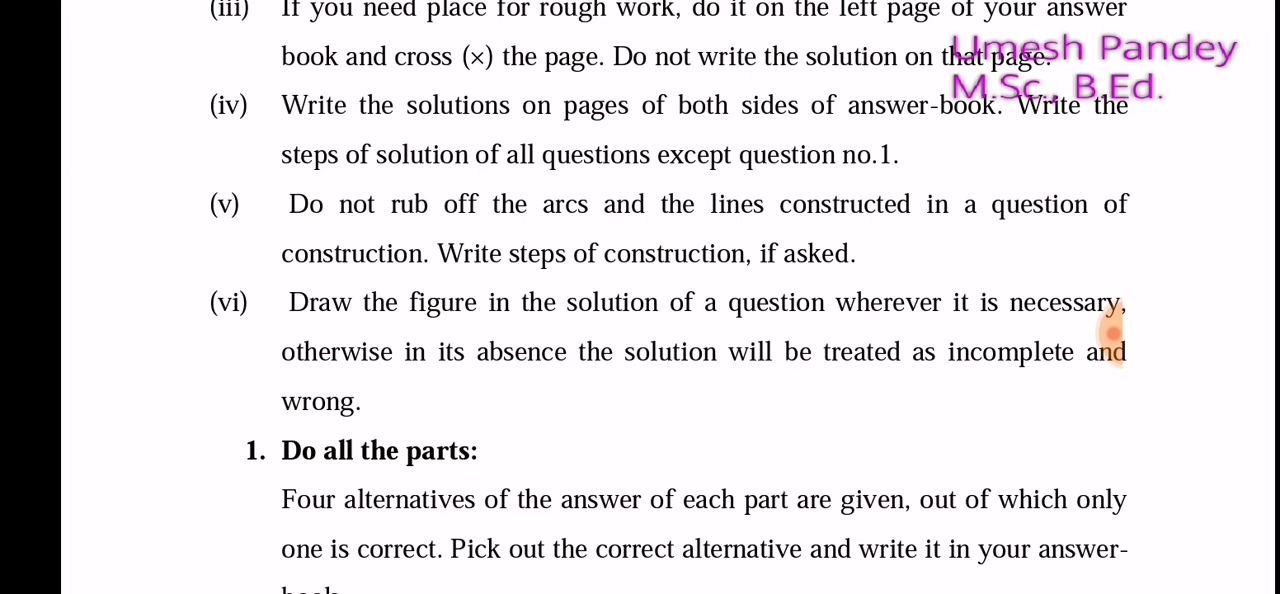 (iii) If you need place for rough work, do it on the left page of your answer
book and cross (×) the page. Do not write the solution on that page.
Umesh Pandey
M.Sc., B.Ed.
(iv) Write the solutions on pages of both sides of answer-book. Write the
steps of solution of all questions except question no.1.
(v) Do not rub off the arcs and the lines constructed in a question of
construction. Write steps of construction, if asked.
(vi) Draw the figure in the solution of a question wherever it is necessary,
otherwise in its absence the solution will be treated as incomplete and
wrong.
1. Do all the parts:
Four alternatives of the answer of each part are given, out of which only
one is correct. Pick out the correct alternative and write it in your answer-